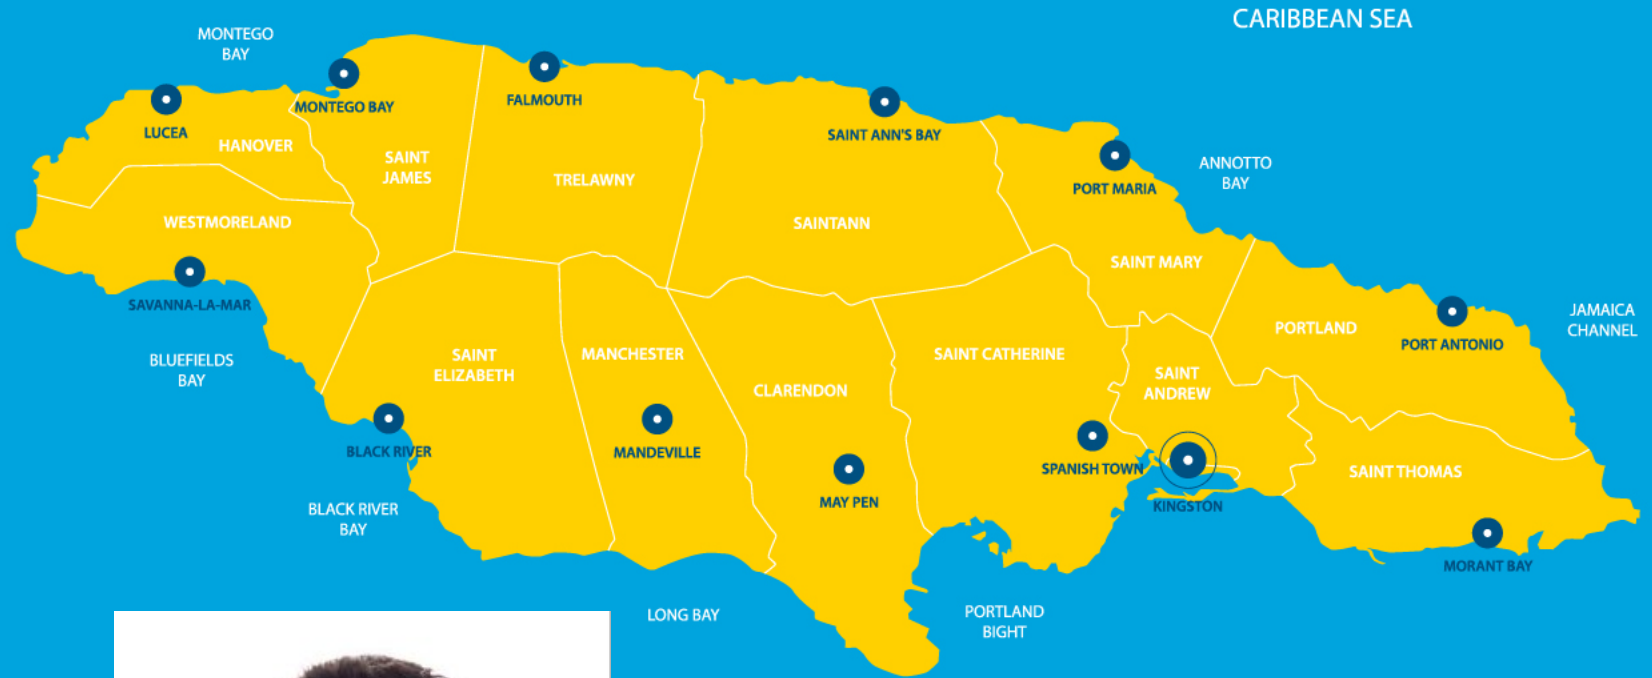 CARIBBEAN SEA
MONTEGO
BAY
LUCEA
HANOVER
MONTEGO BAY
SAINT
JAMES
FALMOUTH
TRELAWNY
SAINT ANN'S BAY
SAINTANN
PORT MARIA
ANNOTTO
BAY
SAINT MARY
WESTMORELAND
SAVANNA-LA-MAR
BLUEFIELDS
BAY
SAINT
ELIZABETH
BLACK RIVER
BLACK RIVER
BAY
MANCHESTER
MANDEVILLE
CLARENDON
MAY PEN
SAINT CATHERINE
SPANISH TOWN
SAINT
ANDREW
KINGSTON
PORTLAND
PORT ANTONIO
JAMAICA
CHANNEL
SAINT THOMAS
MORANT BAY
LONG BAY
PORTLAND
BIGHT